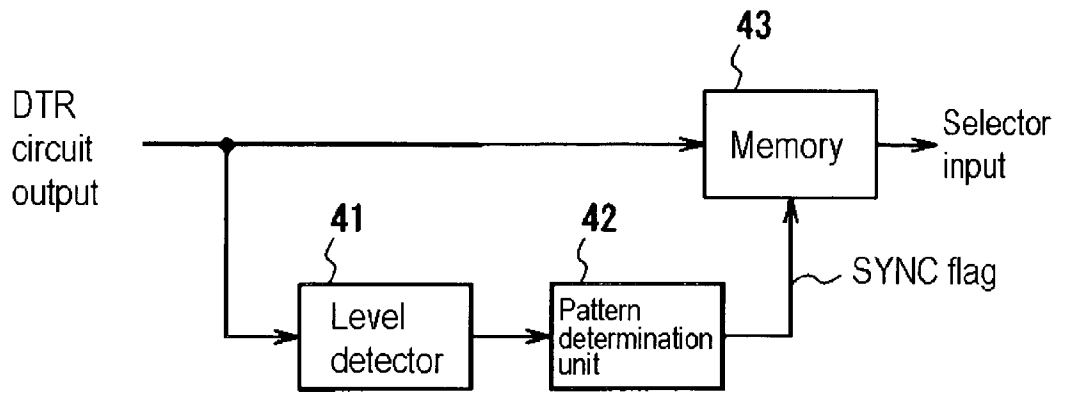 43
DTR
circuit
output
Memory
Selector
input
41
42
SYNC flag
Level
detector
Pattern
determination
unit